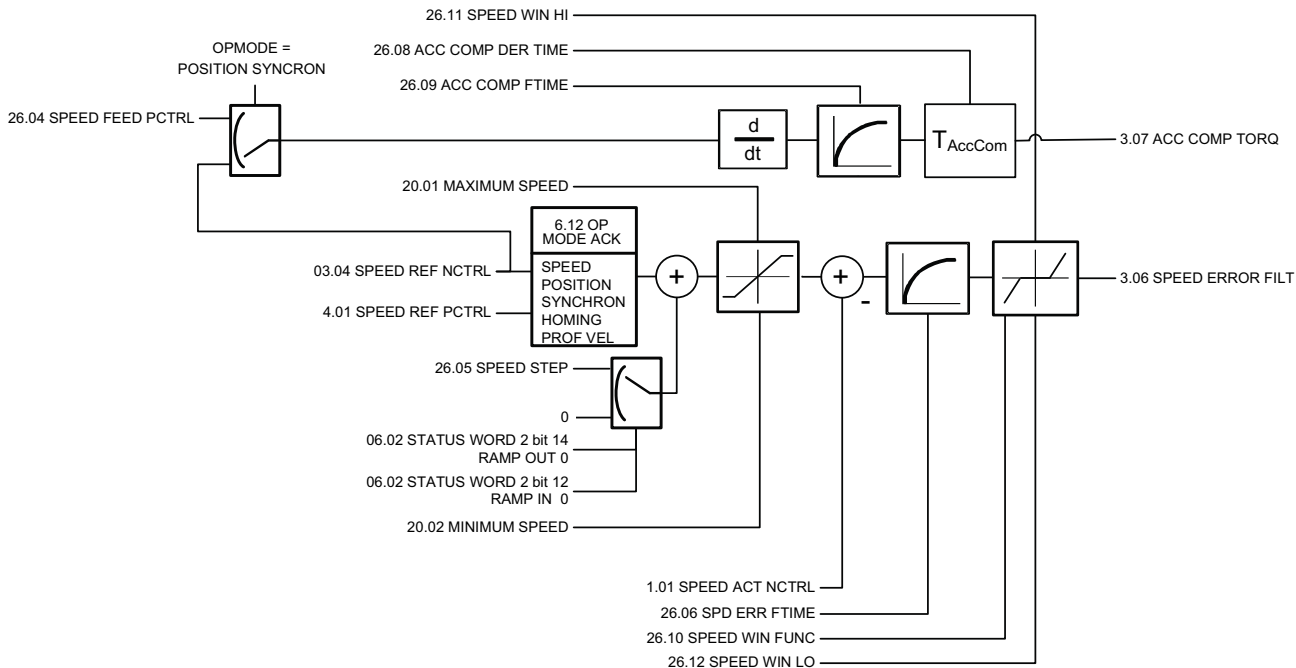 26.11 SPEED WIN HI
OPMODE =
POSITION SYNCRON
26.08 ACC COMP DER TIME
26.09 ACC COMP FTIME
26.04 SPEED FEED PCTRL
d
dt
TAccCom
3.07 ACC COMP TORQ
20.01 MAXIMUM SPEED
6.12 OP
MODE ACK
03.04 SPEED REF NCTRL
4.01 SPEED REF PCTRL
SPEED
POSITION
SYNCHRON
HOMING
PROF VEL
+
+
-
3.06 SPEED ERROR FILT
26.05 SPEED STEP
0
06.02 STATUS WORD 2 bit 14
RAMP OUT 0
06.02 STATUS WORD 2 bit 12
RAMP IN 0
20.02 MINIMUM SPEED
1.01 SPEED ACT NCTRL
26.06 SPD ERR FTIME
26.10 SPEED WIN FUNC
26.12 SPEED WIN LO